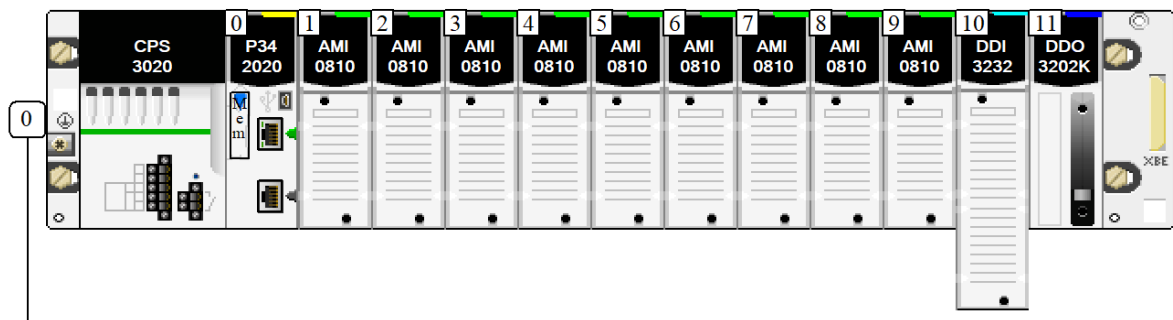 0 1 2 3 4 5 6 7 8 9 10 11
CPS P34 AMI AMI AMI AMI AMI AMI AMI AMI AMI DDI DDO
3020 2020 0810 0810 0810 0810 0810 0810 0810 0810 0810 3232 3202K
Mem
0
XBE